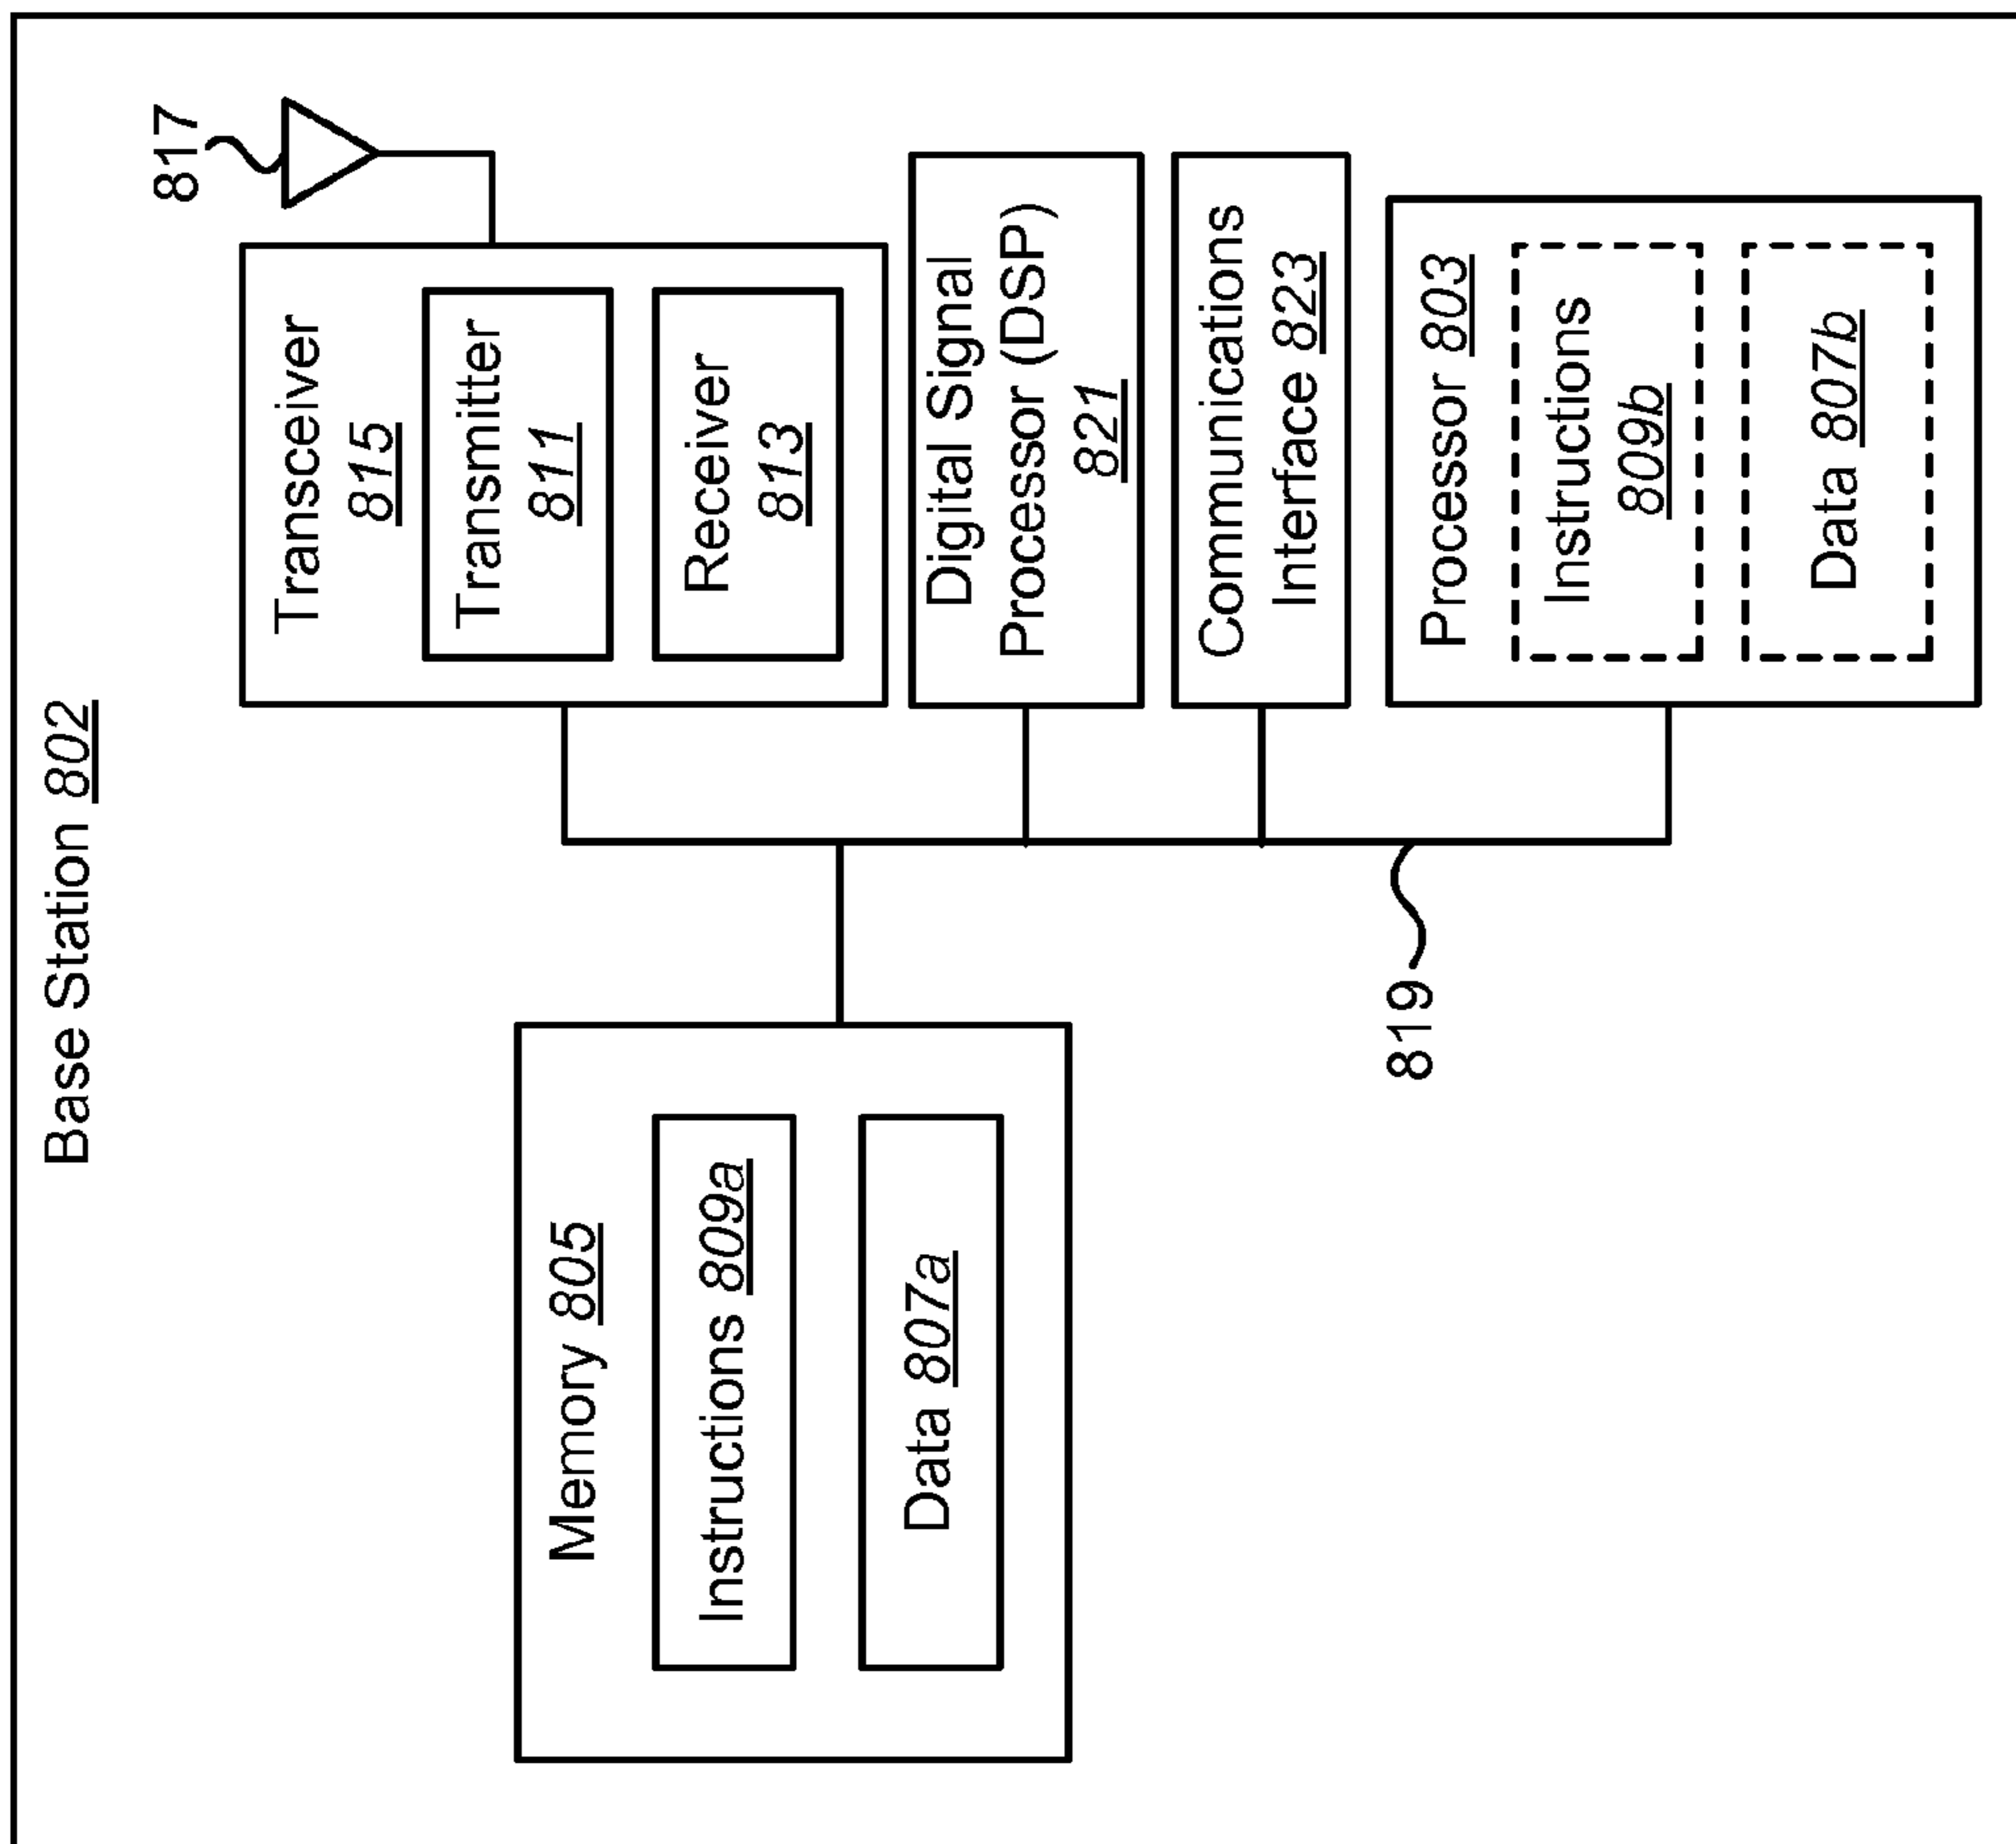 Base Station 802
817
Transceiver
815
Transmitter
811
Receiver
813
Digital Signal
Processor (DSP)
821
Communications
Interface 823
Processor 803
Instructions
809b
Data 807b
819
Memory 805
Instructions 809a
Data 807a